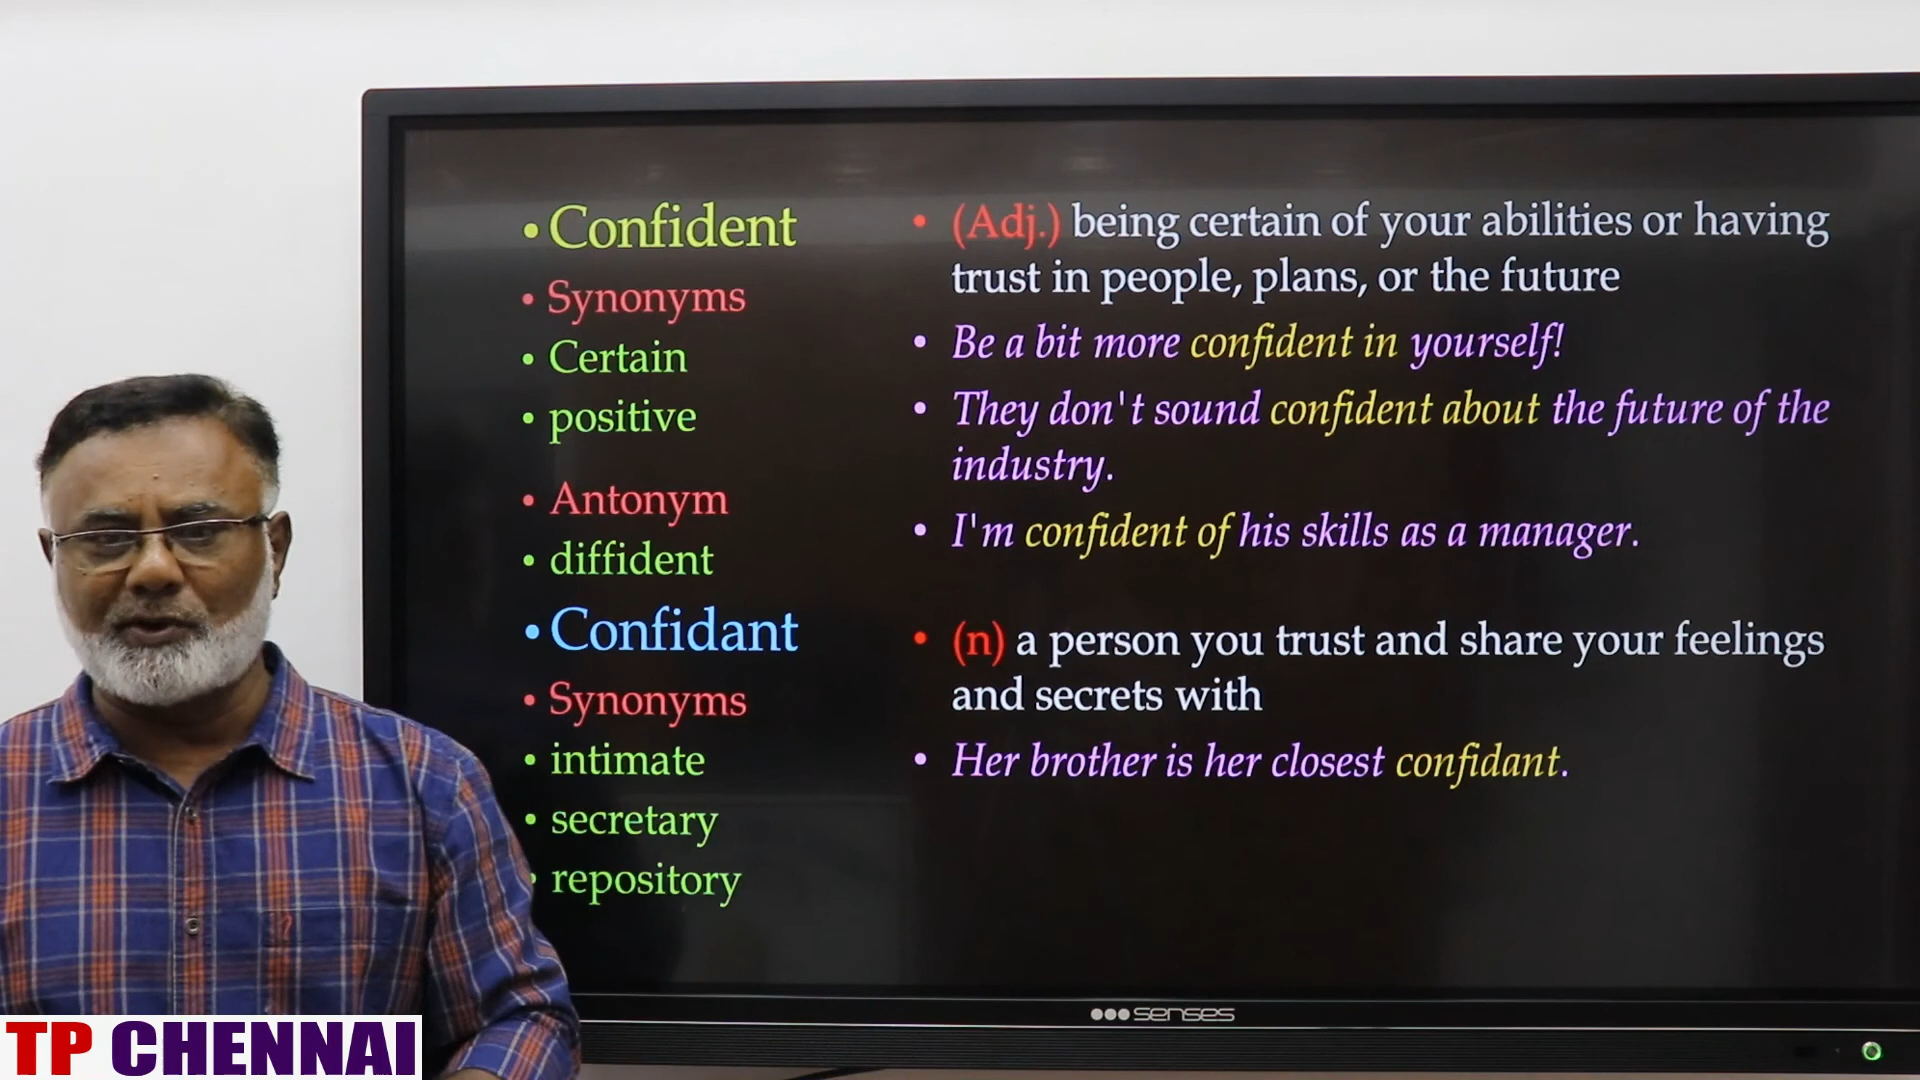 • Confident
• Synonyms
• Certain
• positive
• Antonym
• diffident
• Confidant
• Synonyms
• intimate
• secretary
• repository
• (Adj.) being certain of your abilities or having
trust in people, plans, or the future
• Be a bit more confident in yourself!
• They don't sound confident about the future of the
industry.
• I'm confident of his skills as a manager.
• (n) a person you trust and share your feelings
and secrets with
• Her brother is her closest confidant.
senses
TP CHENNAI